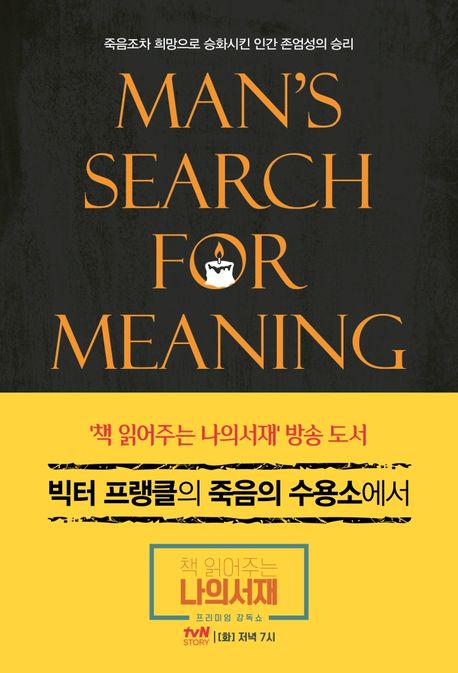 죽음조차 희망으로 승화시킨 인간 존엄성의 승리
MAN'S
SEARCH
FOR
MEANING
'책 읽어주는 나의서재' 방송 도서
빅터 프랭클의 죽음의 수용소에서
책 읽어주는
나의서재
프리미엄 강독쇼
tvN STORY | [화] 저녁 7시